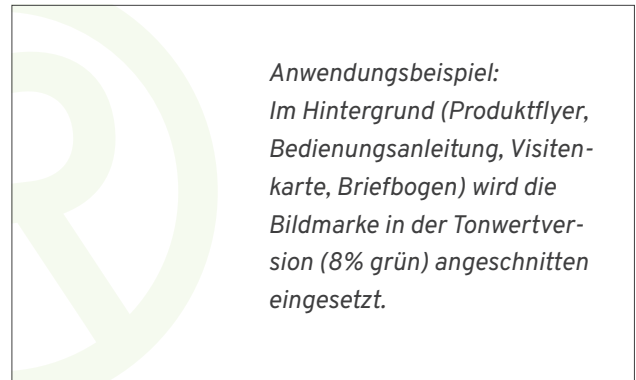 Anwendungsbeispiel:
Im Hintergrund (Produktflyer,
Bedienungsanleitung, Visiten-
karte, Briefbogen) wird die
Bildmarke in der Tonwertver-
sion (8% grün) angeschnitten
eingesetzt.